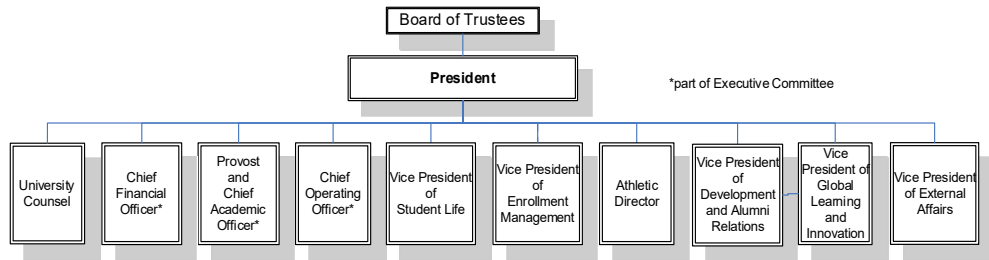 Board of Trustees
President
*part of Executive Committee
University
Counsel
Chief
Financial
Officer*
Provost
and
Chief
Academic
Officer*
Chief
Operating
Officer*
Vice President
of
Student Life
Vice President
of
Enrollment
Management
Athletic
Director
Vice President
of
Development
and Alumni
Relations
Vice
President of
Global
Learning
and
Innovation
Vice President
of External
Affairs